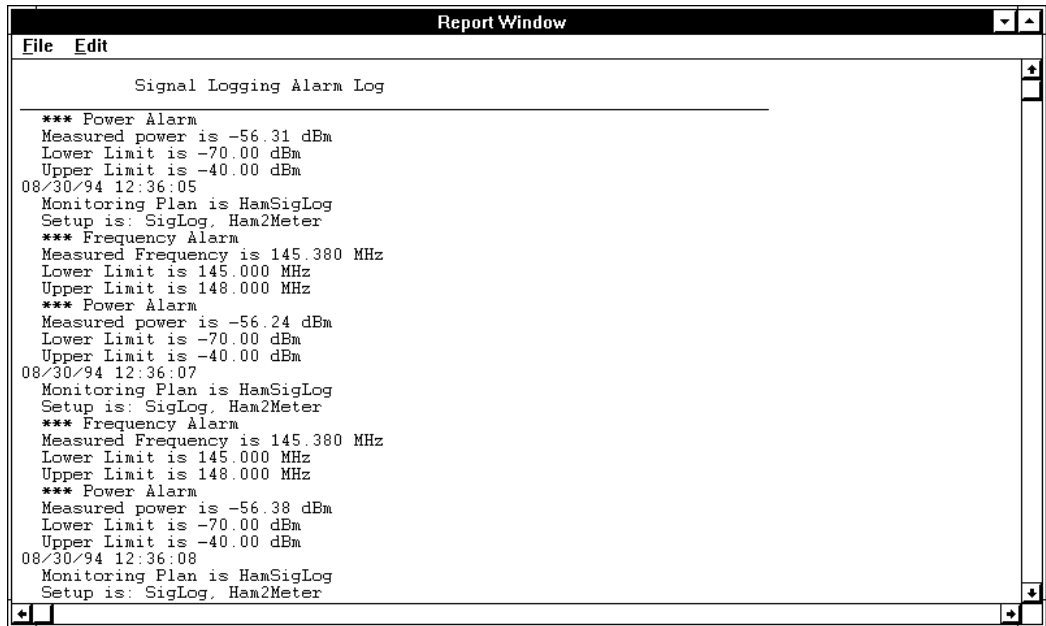 Report Window
File Edit
Signal Logging Alarm Log
*** Power Alarm
Measured power is -56.31 dBm
Lower Limit is -70.00 dBm
Upper Limit is -40.00 dBm
08/30/94 12:36:05
Monitoring Plan is HamSigLog
Setup is: SigLog, Ham2Meter
*** Frequency Alarm
Measured Frequency is 145.380 MHz
Lower Limit is 145.000 MHz
Upper Limit is 148.000 MHz
*** Power Alarm
Measured power is -56.24 dBm
Lower Limit is -70.00 dBm
Upper Limit is -40.00 dBm
08/30/94 12:36:07
Monitoring Plan is HamSigLog
Setup is: SigLog, Ham2Meter
*** Frequency Alarm
Measured Frequency is 145.380 MHz
Lower Limit is 145.000 MHz
Upper Limit is 148.000 MHz
*** Power Alarm
Measured power is -56.38 dBm
Lower Limit is -70.00 dBm
Upper Limit is -40.00 dBm
08/30/94 12:36:08
Monitoring Plan is HamSigLog
Setup is: SigLog, Ham2Meter